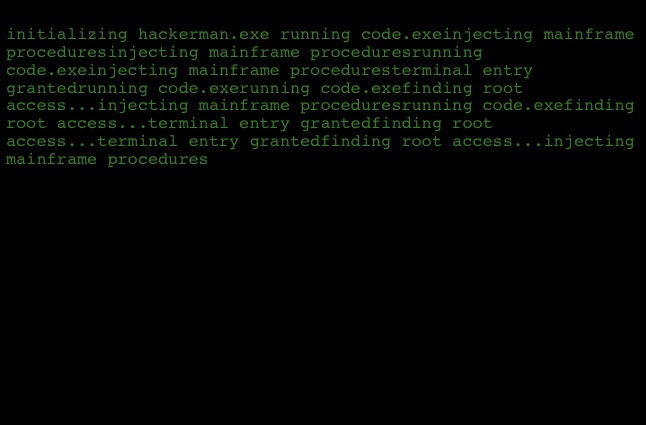 initializing hackerman.exe running code.exeinjecting mainframe
proceduresinjecting mainframe proceduresrunning
code.exeinjecting mainframe proceduresterminal entry
grantedrunning code.exerunning code.exefinding root
access...injecting mainframe proceduresrunning code.exefinding
root access...terminal entry grantedfinding root
access...terminal entry grantedfinding root access...injecting
mainframe procedures